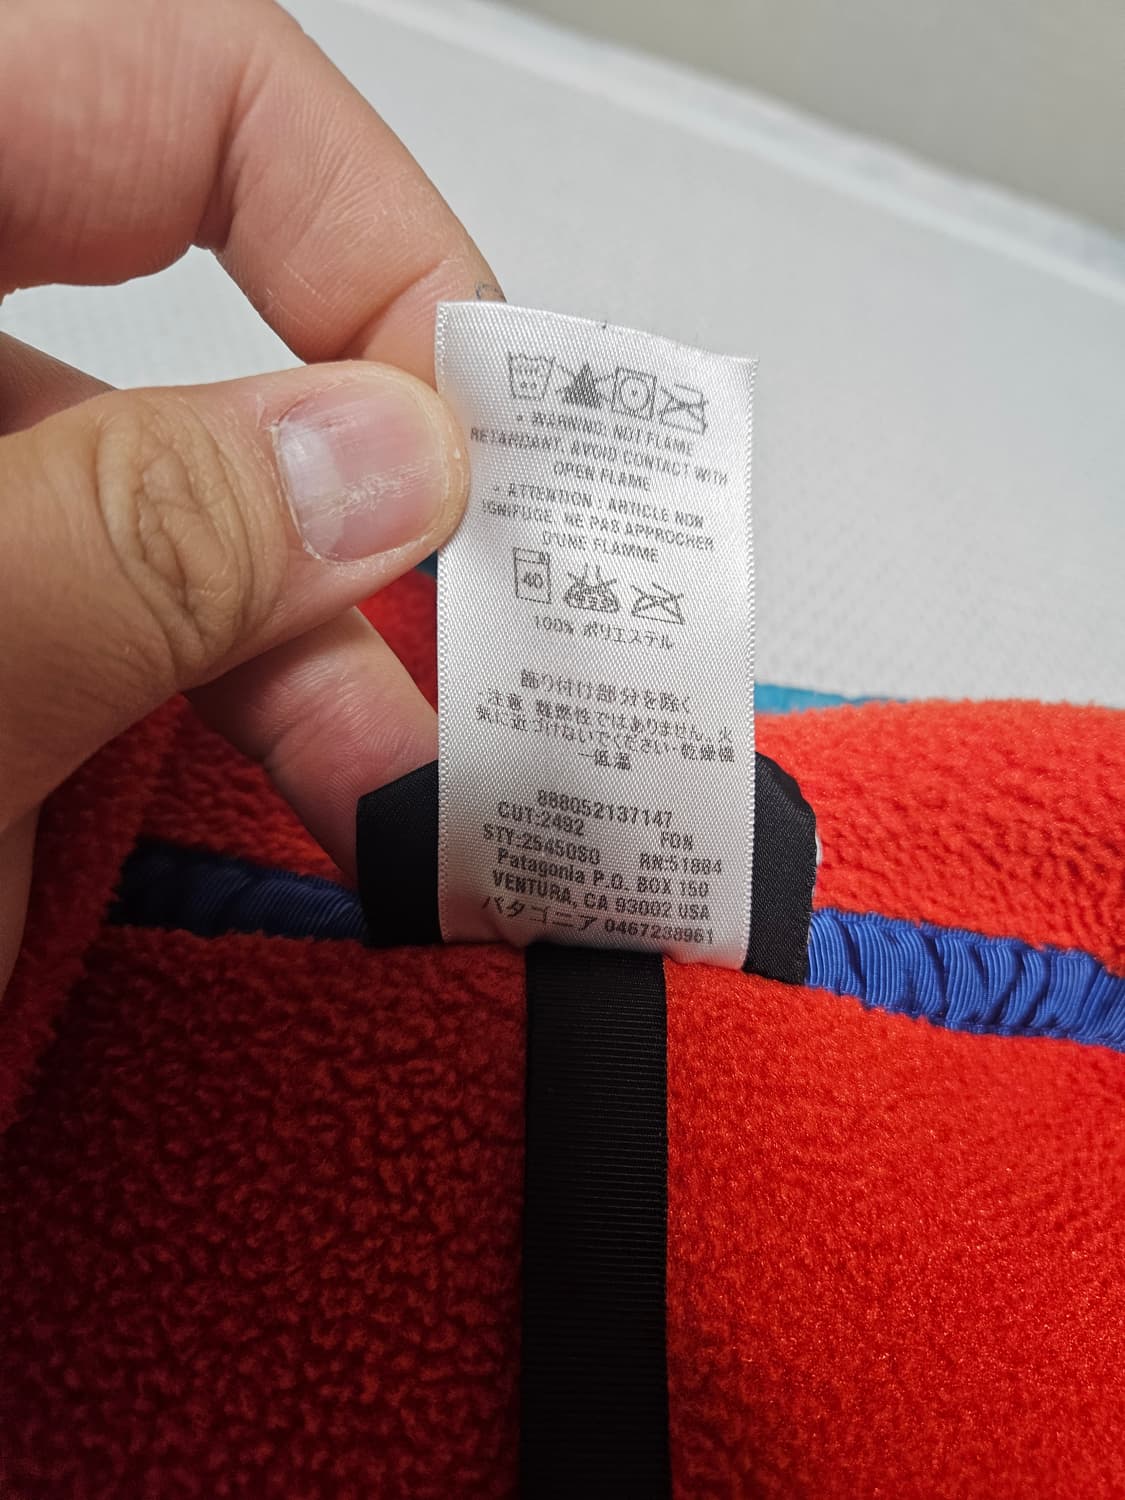 • WARNING: NOT FLAME
RETARDANT. AVOID CONTACT WITH
OPEN FLAME
• ATTENTION : ARTICLE NON
IGNIFUGE. NE PAS APPROCHER
D'UNE FLAMME
40
100% ポリエステル
飾り付け部分を除く
・注意 難燃性ではありません。火
気に近づけないでください・乾燥機
ー低温
888052137147
CUT:2492 FON
STY:25450S0 RN:51884
Patagonia P.O. BOX 150
VENTURA, CA 93002 USA
パタゴニア 0467238961